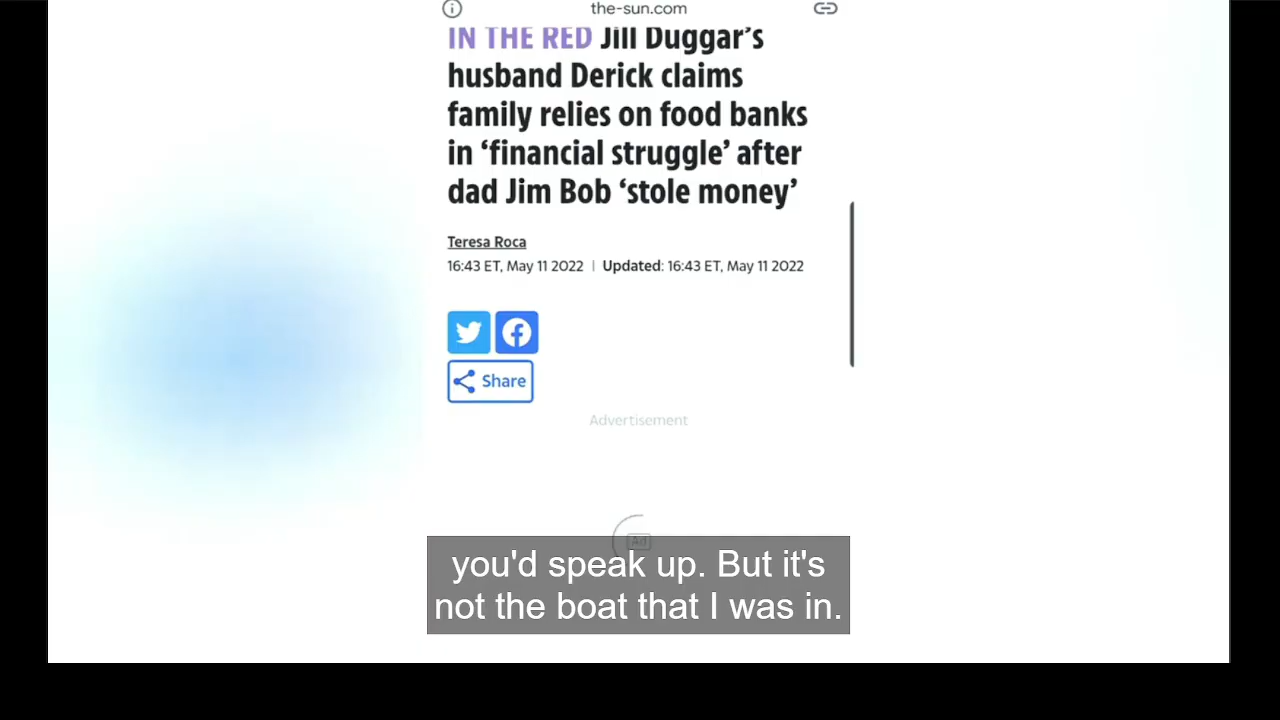 the-sun.com
IN THE RED Jill Duggar's
husband Derick claims
family relies on food banks
in ‘financial struggle’ after
dad Jim Bob ‘stole money’
Teresa Roca
16:43 ET, May 11 2022 | Updated: 16:43 ET, May 11 2022
Share
Advertisement
Ad
you'd speak up. But it's
not the boat that I was in.